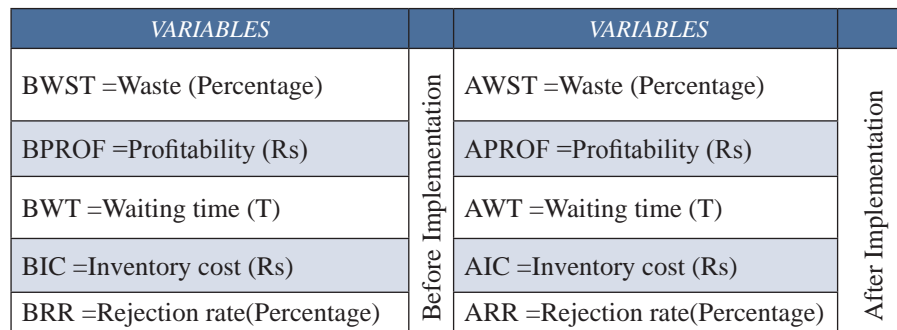 VARIABLES VARIABLES
BWST =Waste (Percentage) AWST =Waste (Percentage)
BPROF =Profitability (Rs) APROF =Profitability (Rs)
BWT =Waiting time (T) AWT =Waiting time (T)
BIC =Inventory cost (Rs) AIC =Inventory cost (Rs)
BRR =Rejection rate(Percentage) ARR =Rejection rate(Percentage)
Before Implementation
After Implementation